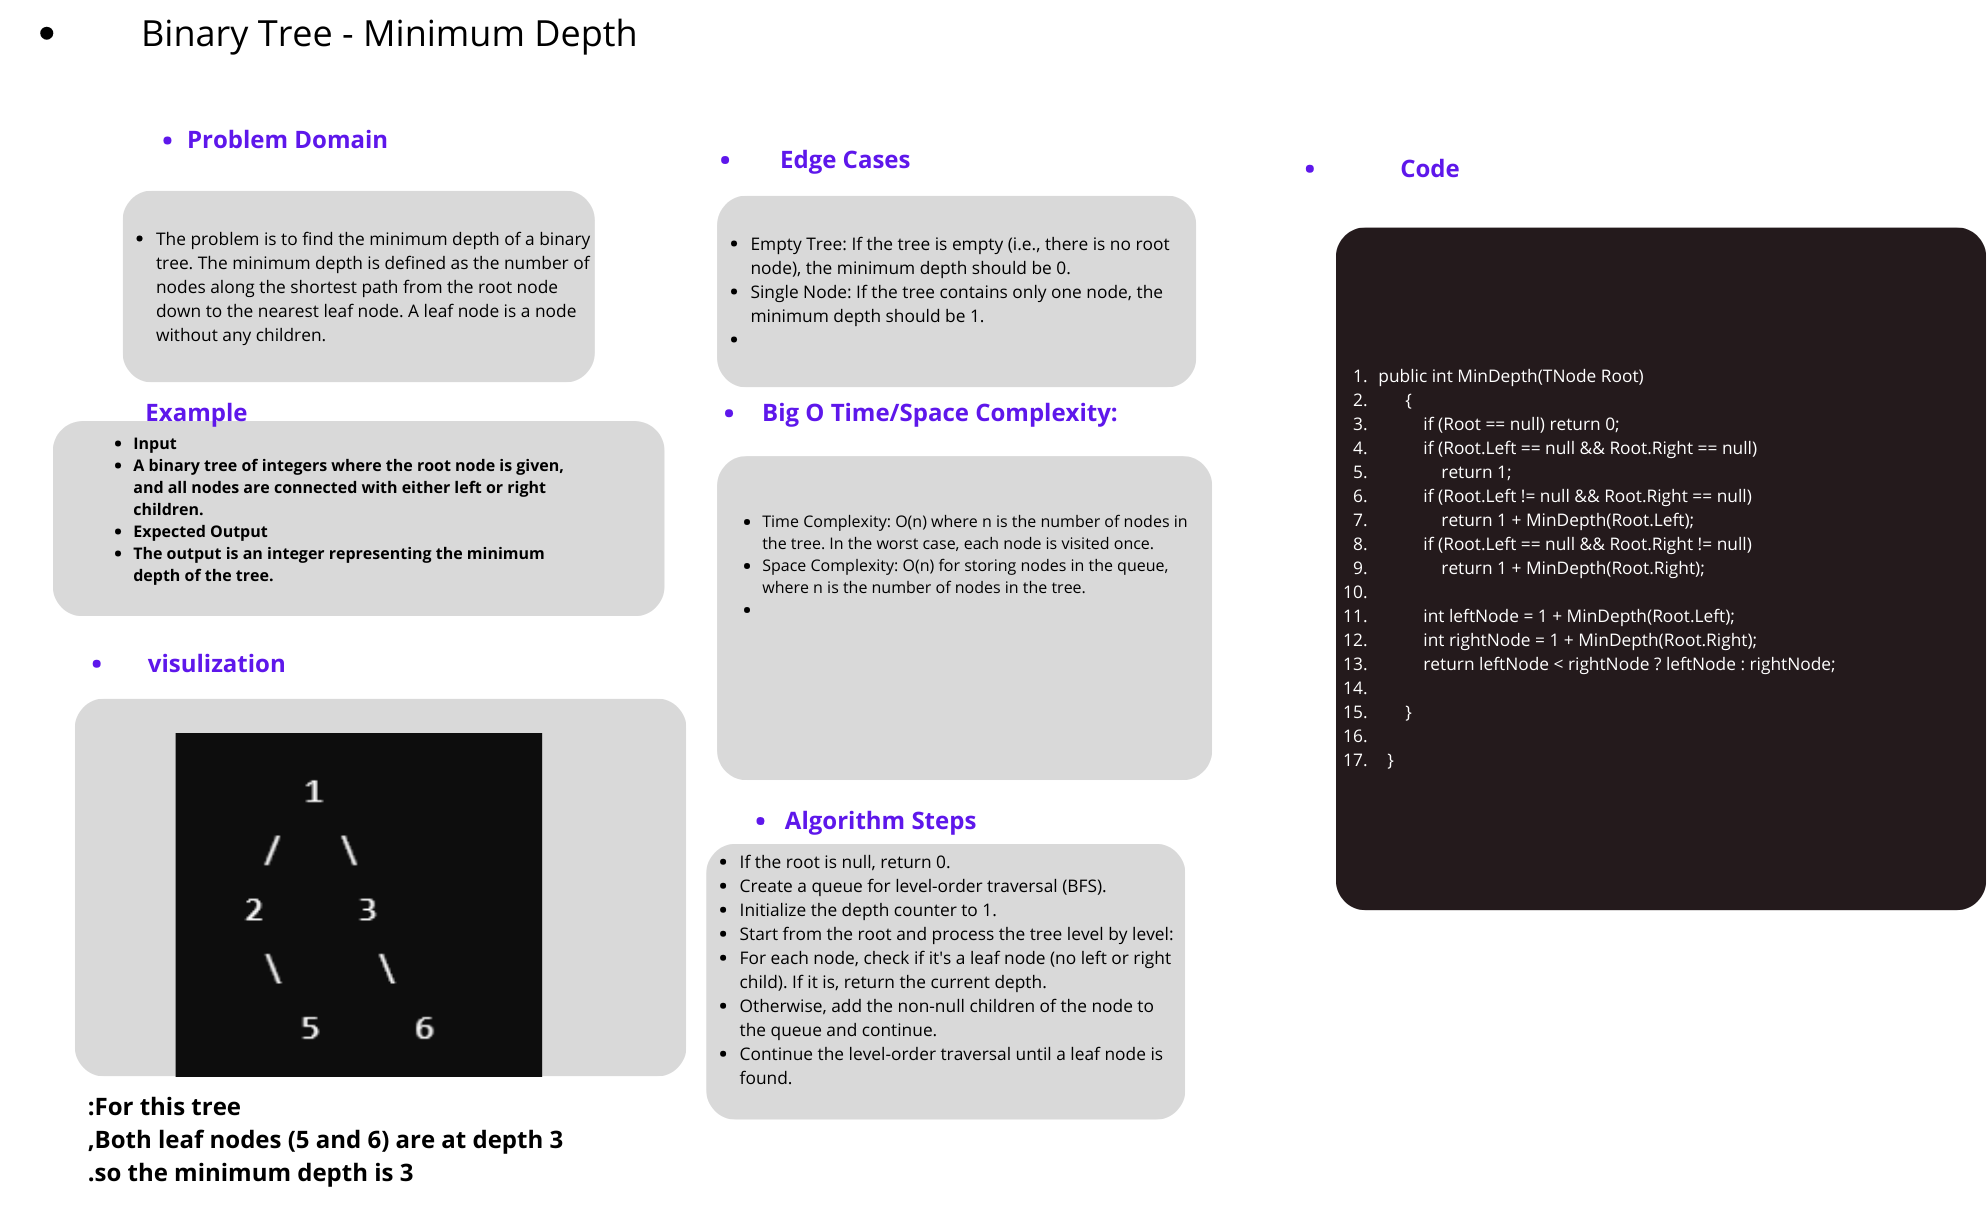 • Binary Tree - Minimum Depth
• Problem Domain
• The problem is to find the minimum depth of a binary
tree. The minimum depth is defined as the number of
nodes along the shortest path from the root node
down to the nearest leaf node. A leaf node is a node
without any children.
Example
• Input
• A binary tree of integers where the root node is given,
and all nodes are connected with either left or right
children.
• Expected Output
• The output is an integer representing the minimum
depth of the tree.
• visulization
1
/ \
2 3
\ \
5 6
:For this tree
,Both leaf nodes (5 and 6) are at depth 3
.so the minimum depth is 3
• Edge Cases
• Empty Tree: If the tree is empty (i.e., there is no root
node), the minimum depth should be 0.
• Single Node: If the tree contains only one node, the
minimum depth should be 1.
•
• Big O Time/Space Complexity:
• Time Complexity: O(n) where n is the number of nodes in
the tree. In the worst case, each node is visited once.
• Space Complexity: O(n) for storing nodes in the queue,
where n is the number of nodes in the tree.
•
• Algorithm Steps
• If the root is null, return 0.
• Create a queue for level-order traversal (BFS).
• Initialize the depth counter to 1.
• Start from the root and process the tree level by level:
• For each node, check if it's a leaf node (no left or right
child). If it is, return the current depth.
• Otherwise, add the non-null children of the node to
the queue and continue.
• Continue the level-order traversal until a leaf node is
found.
• Code
1. public int MinDepth(TNode Root)
2. {
3. if (Root == null) return 0;
4. if (Root.Left == null && Root.Right == null)
5. return 1;
6. if (Root.Left != null && Root.Right == null)
7. return 1 + MinDepth(Root.Left);
8. if (Root.Left == null && Root.Right != null)
9. return 1 + MinDepth(Root.Right);
10.
11. int leftNode = 1 + MinDepth(Root.Left);
12. int rightNode = 1 + MinDepth(Root.Right);
13. return leftNode < rightNode ? leftNode : rightNode;
14.
15. }
16.
17. }